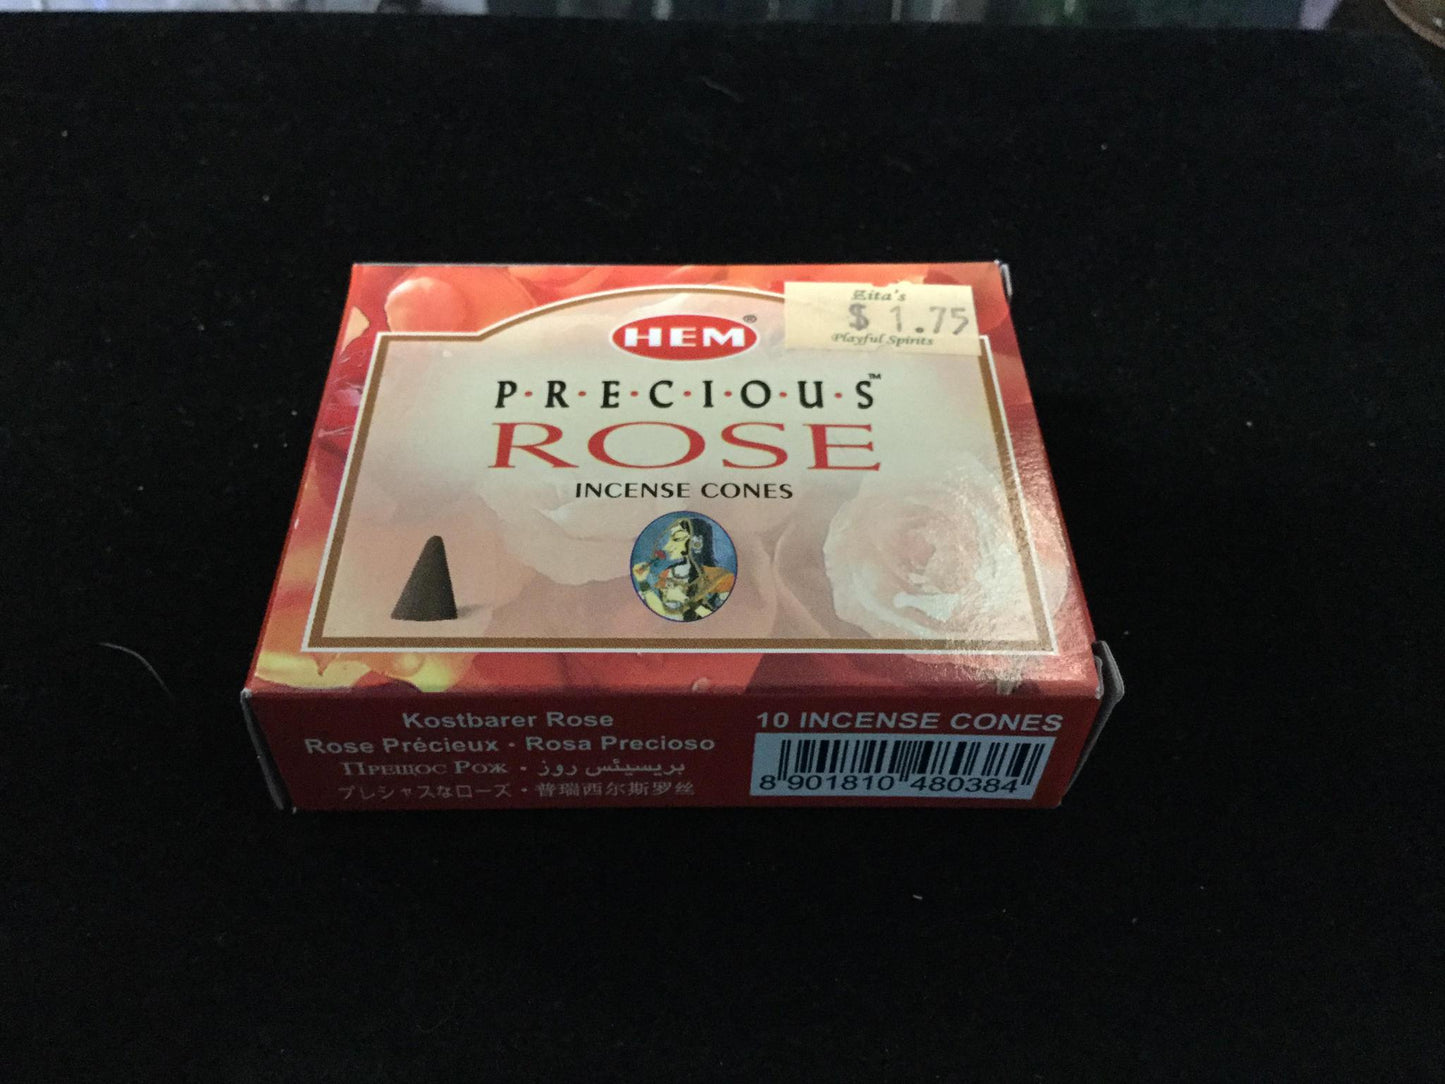 Zita's
$ 1.75
Playful Spirits
HEM®
P·R·E·C·I·O·U·S™
ROSE
INCENSE CONES
Kostbarer Rose
Rose Précieux · Rosa Precioso
Прешос Рож · بريسيئس روز
プレシャスなローズ · 普瑞西尔斯罗丝
10 INCENSE CONES
8 901810 480384